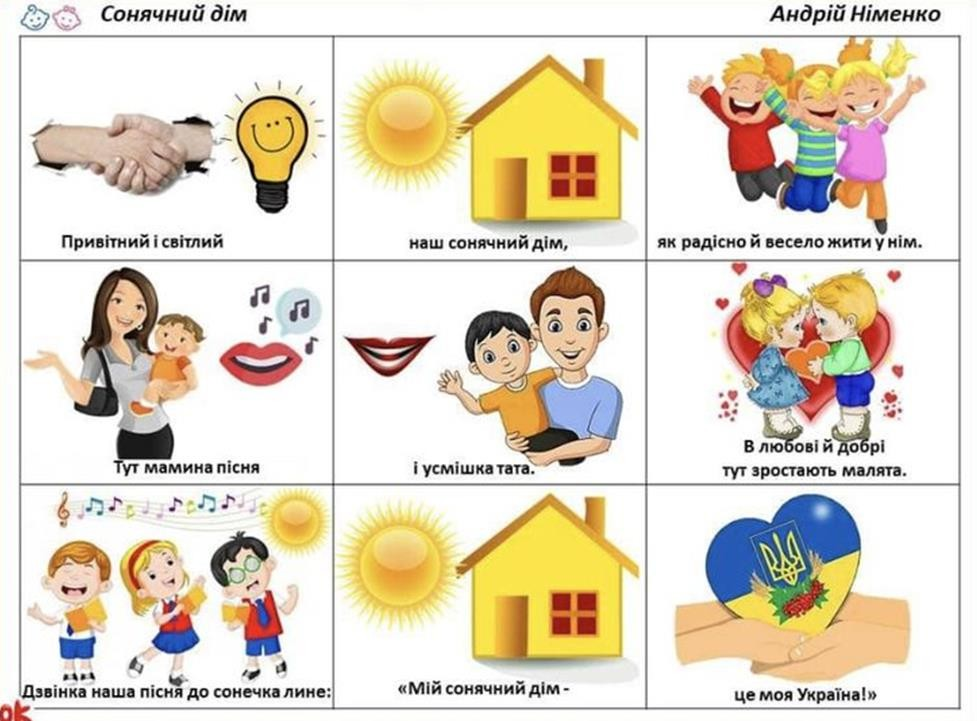 Сонячний дім
Андрій Німенко
Привітний і світлий
наш сонячний дім,
як радісно й весело жити у нім.
Тут мамина пісня
і усмішка тата.
В любові й добрі
тут зростають малята.
Дзвінка наша пісня до сонечка лине:
«Мій сонячний дім -
це моя Україна!»
ок